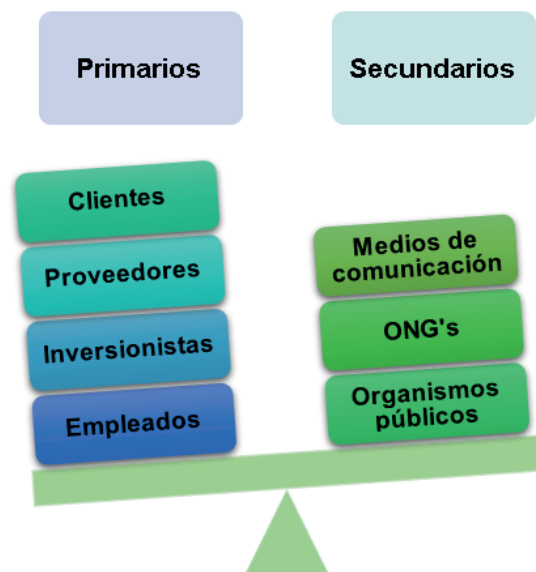 Primarios
Secundarios
Clientes
Proveedores
Inversionistas
Empleados
Medios de
comunicación
ONG's
Organismos
públicos